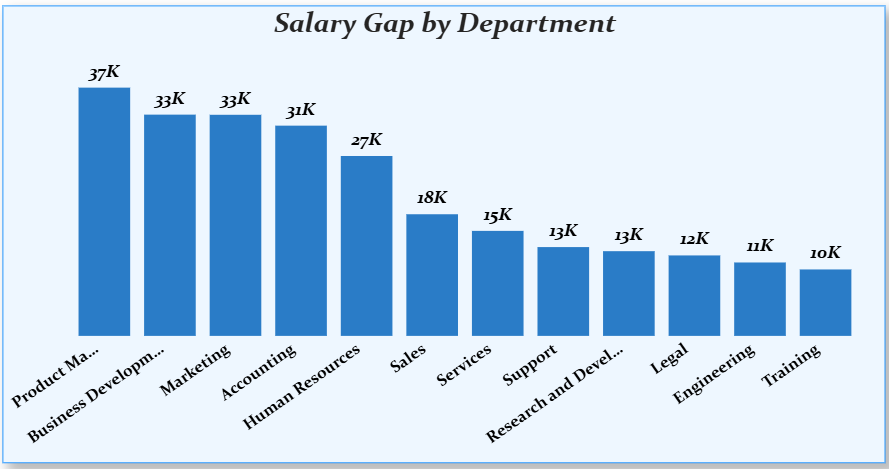 Salary Gap by Department
37K
33K
33K
31K
27K
18K
15K
13K
13K
12K
11K
10K
Product Ma...
Business Developm...
Marketing
Accounting
Human Resources
Sales
Services
Support
Research and Devel...
Legal
Engineering
Training